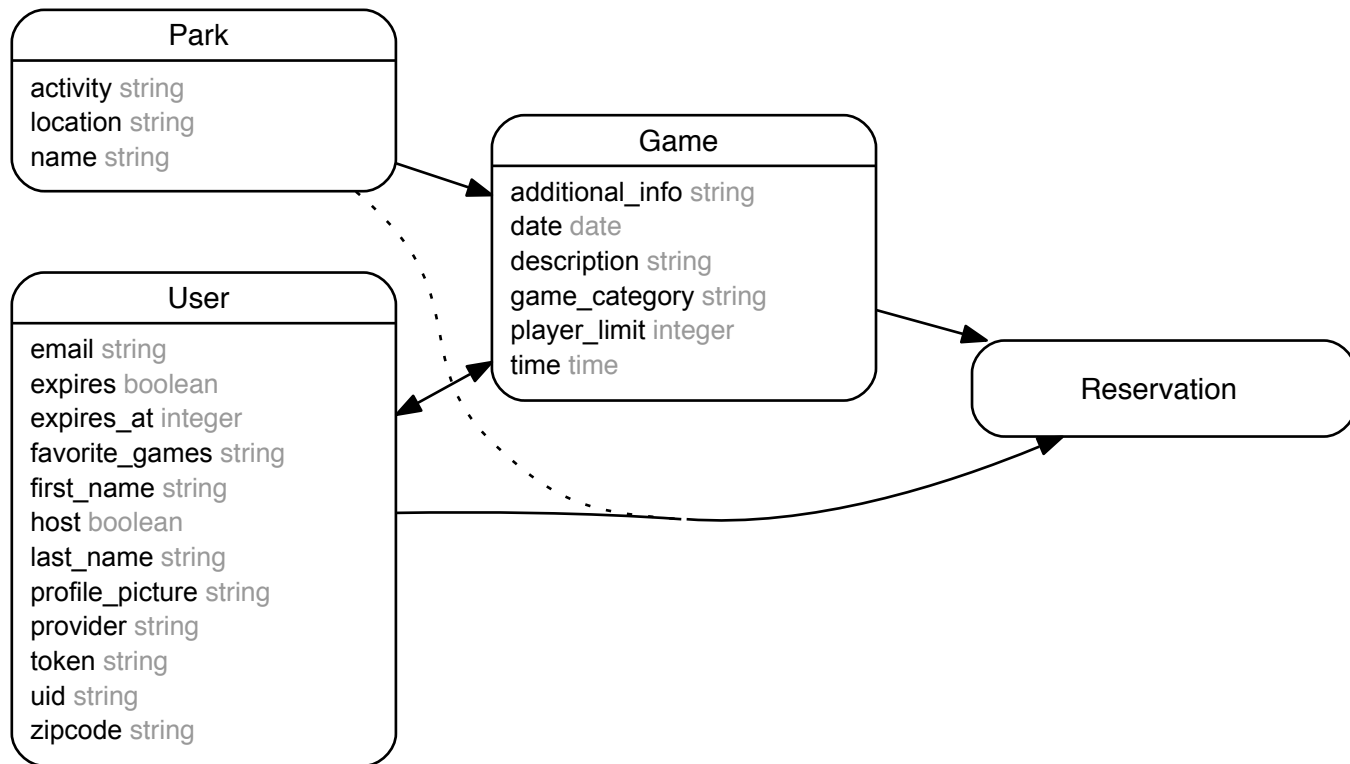 Park
activity string
location string
name string
Game
additional_info string
date date
description string
game_category string
player_limit integer
time time
User
email string
expires boolean
expires_at integer
favorite_games string
first_name string
host boolean
last_name string
profile_picture string
provider string
token string
uid string
zipcode string
Reservation